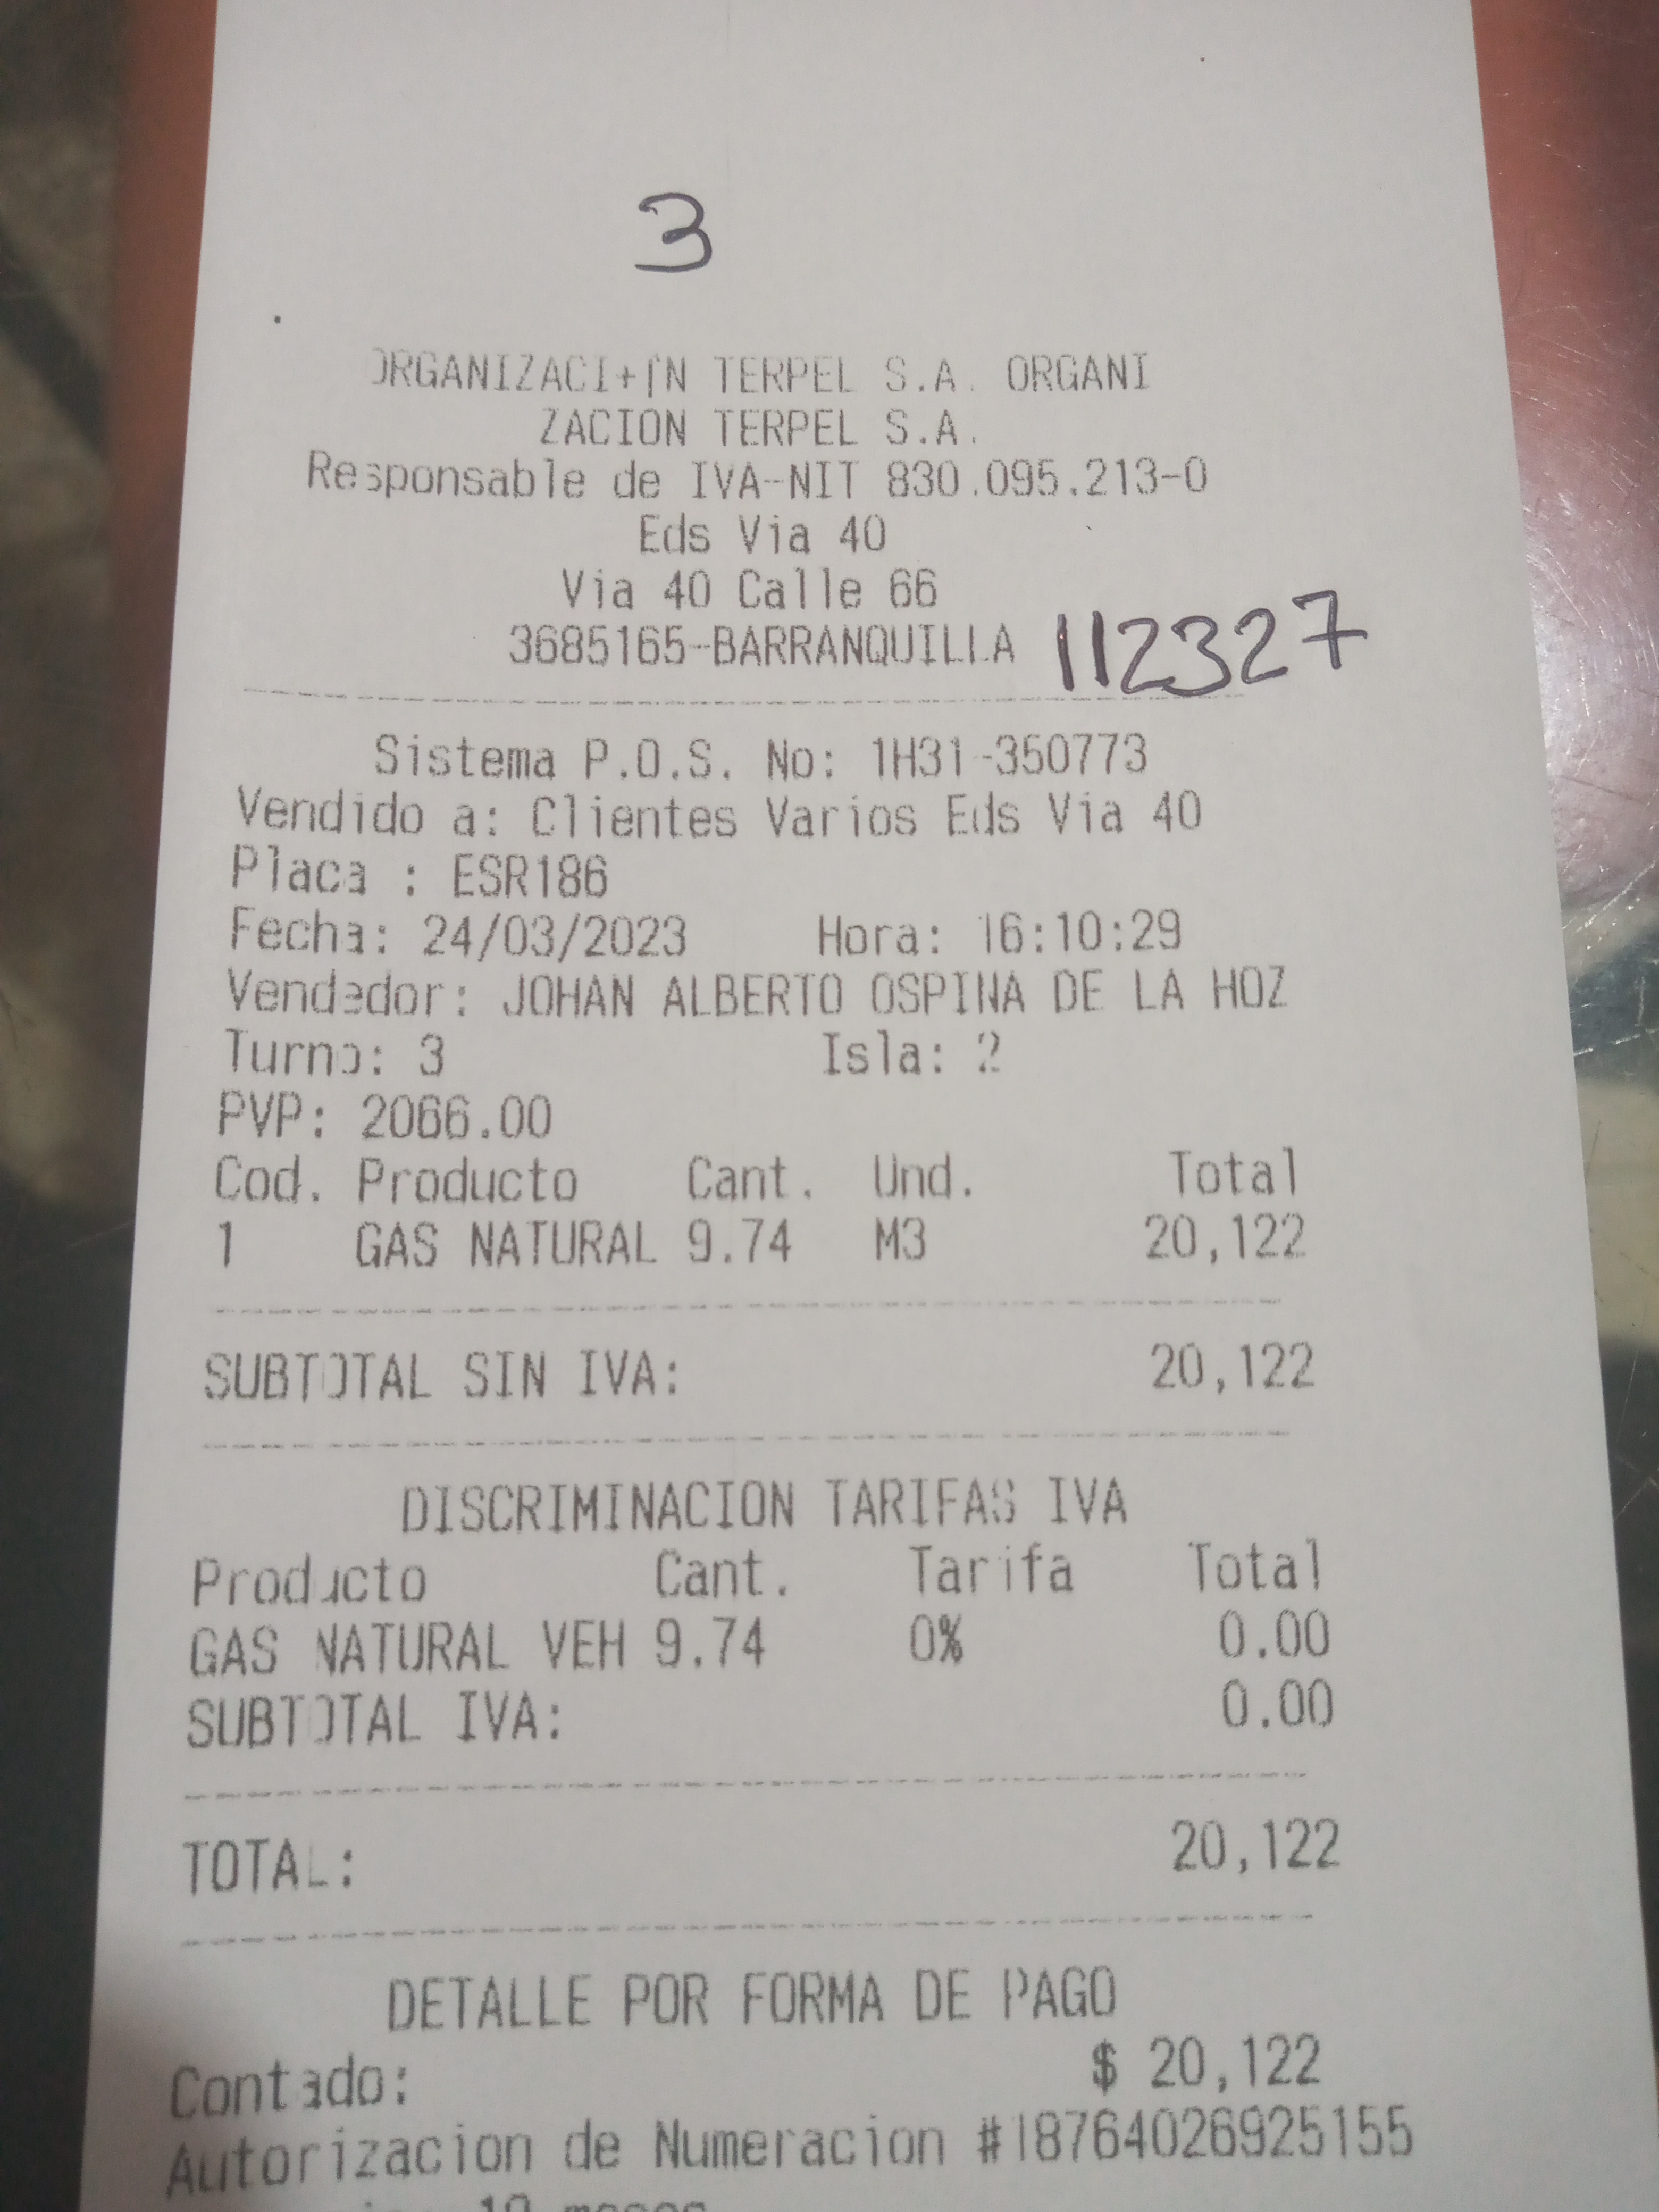 3
ORGANIZACI+ſN TERPEL S.A. ORGANI
ZACION TERPEL S.A.
Responsable de IVA-NIT 830.095.213-0
Eds Via 40
Via 40 Calle 66
3685165-BARRANQUILLA 112327
Sistema P.O.S. No: 1H31-350773
Vendido a: Clientes Varios Eds Via 40
Placa : ESR186
Fecha: 24/03/2023 Hora: 16:10:29
Vendedor: JOHAN ALBERTO OSPINA DE LA HOZ
Turno: 3 Isla: 2
PVP: 2066.00
Cod. Producto Cant. Und. Total
1 GAS NATURAL 9.74 M3 20,122
SUBTOTAL SIN IVA: 20,122
DISCRIMINACION TARIFAS IVA
Producto Cant. Tarifa Total
GAS NATURAL VEH 9.74 0% 0.00
SUBTOTAL IVA: 0.00
TOTAL: 20,122
DETALLE POR FORMA DE PAGO
Contado: $ 20,122
Autorizacion de Numeracion #18764026925155